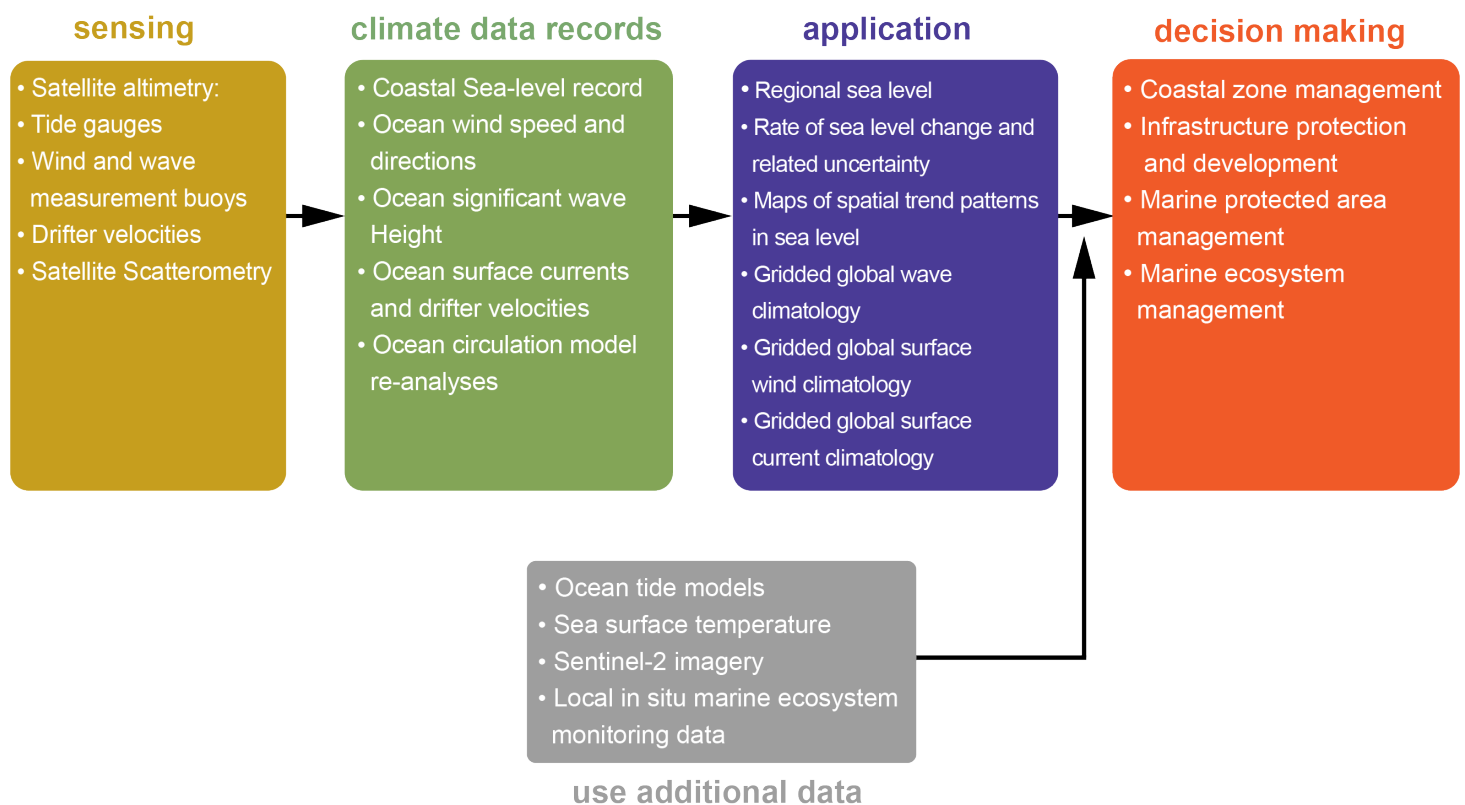 sensing
• Satellite altimetry:
• Tide gauges
• Wind and wave
measurement buoys
• Drifter velocities
• Satellite Scatterometry
climate data records
• Coastal Sea-level record
• Ocean wind speed and
directions
• Ocean significant wave
Height
• Ocean surface currents
and drifter velocities
• Ocean circulation model
re-analyses
application
• Regional sea level
• Rate of sea level change and
related uncertainty
• Maps of spatial trend patterns
in sea level
• Gridded global wave
climatology
• Gridded global surface
wind climatology
• Gridded global surface
current climatology
decision making
• Coastal zone management
• Infrastructure protection
and development
• Marine protected area
management
• Marine ecosystem
management
• Ocean tide models
• Sea surface temperature
• Sentinel-2 imagery
• Local in situ marine ecosystem
monitoring data
use additional data